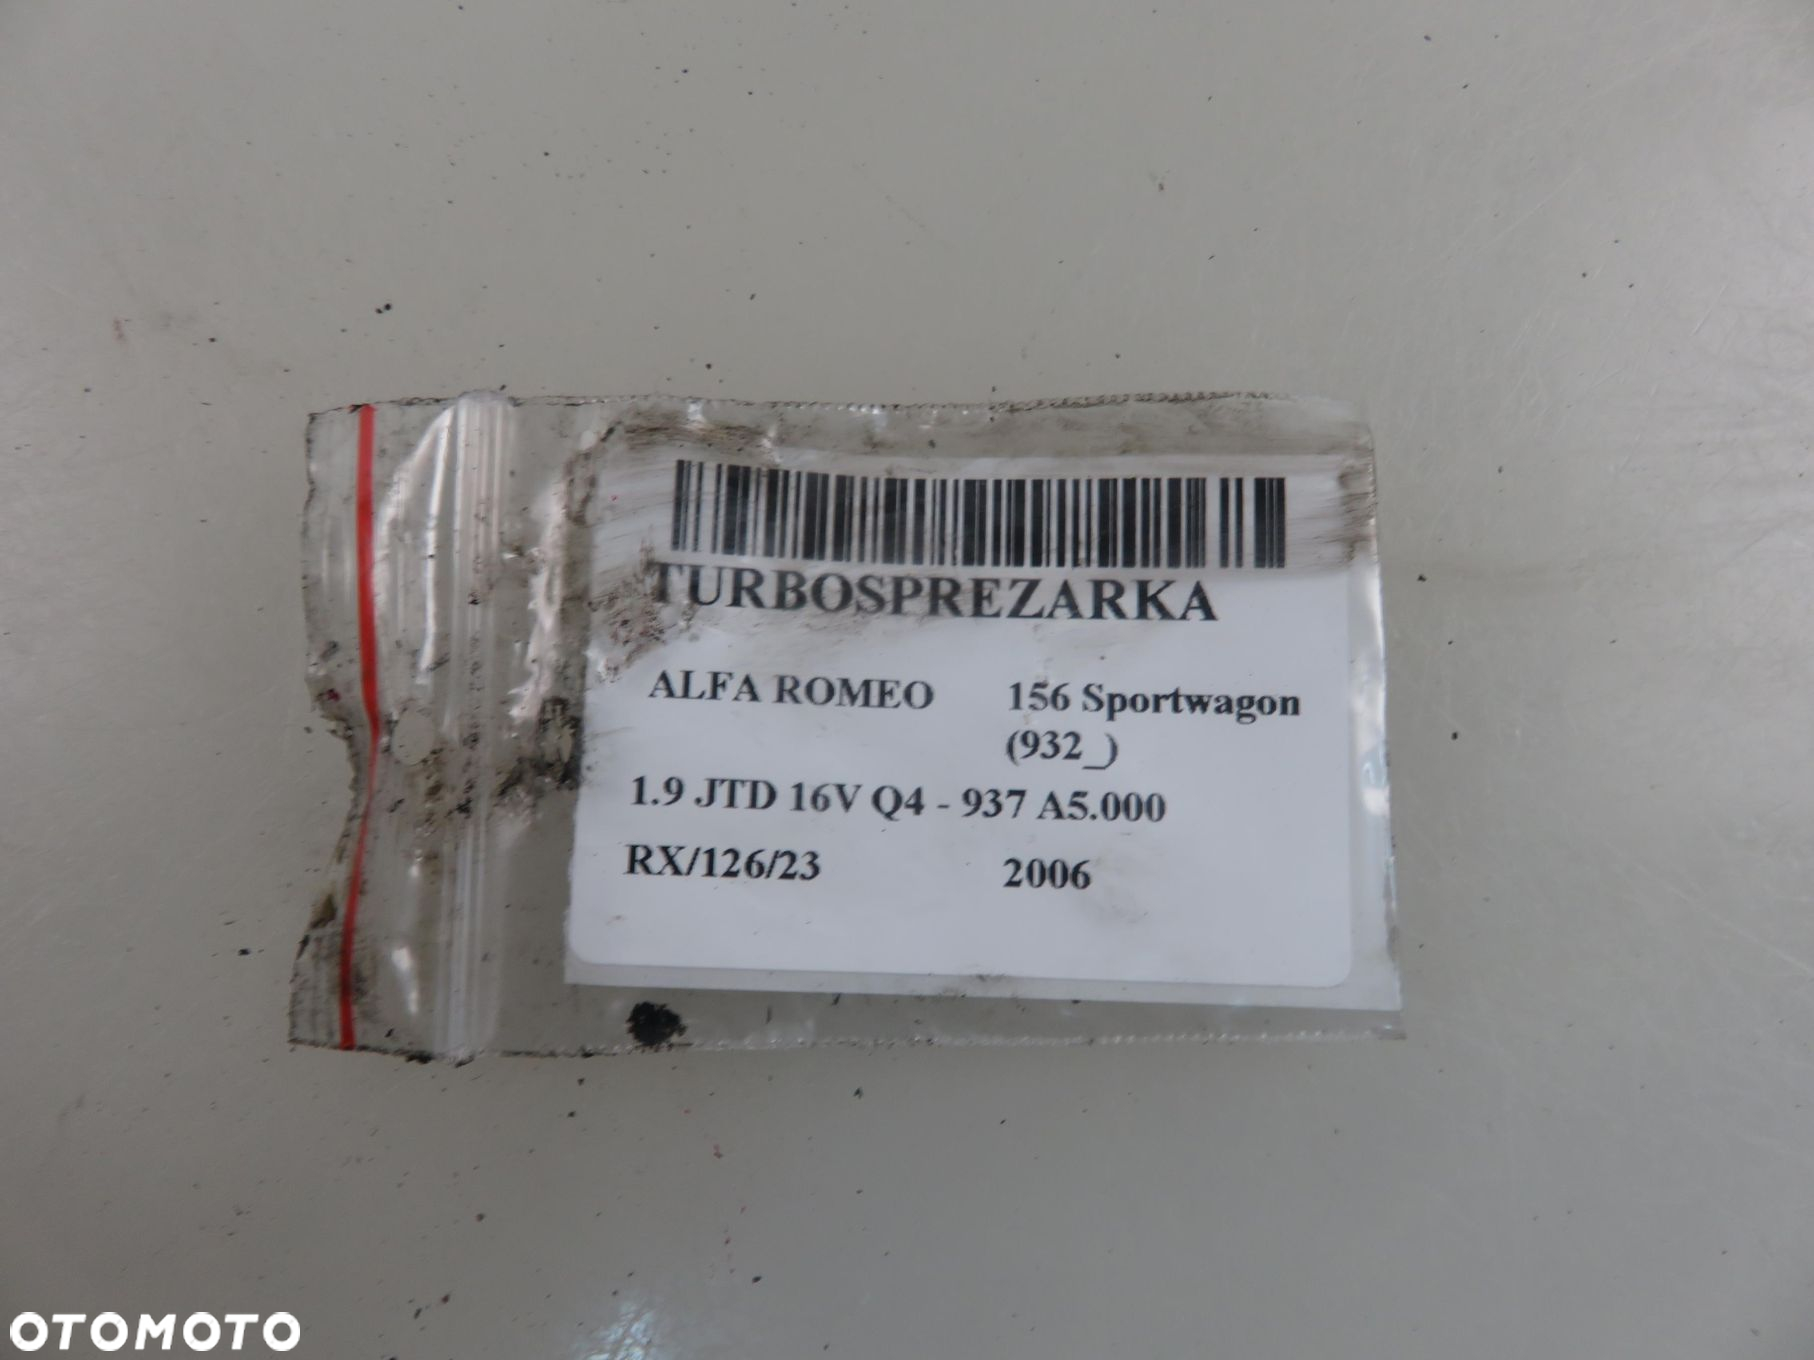 TURBOSPREZARKA
ALFA ROMEO 156 Sportwagon
(932_)
1.9 JTD 16V Q4 - 937 A5.000
RX/126/23 2006
OTOMOTO